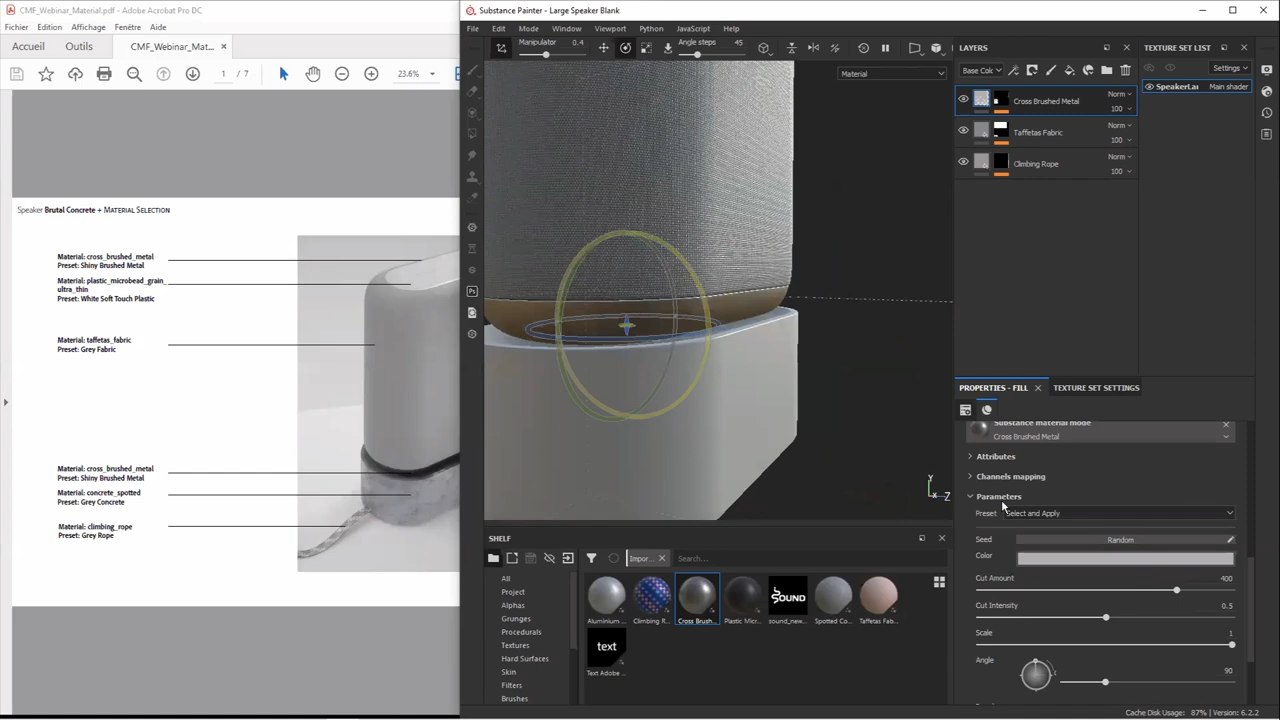 CMF_Webinar_Material.pdf - Adobe Acrobat Pro DC
Fichier Edition Affichage Fenêtre Aide
Accueil Outils CMF_Webinar_Mat... ×
1 / 7 23.6%
Speaker Brutal Concrete + MATERIAL SELECTION
Material: cross_brushed_metal
Preset: Shiny Brushed Metal
Material: plastic_microbead_grain_
ultra_thin
Preset: White Soft Touch Plastic
Material: taffetas_fabric
Preset: Grey Fabric
Material: cross_brushed_metal
Preset: Shiny Brushed Metal
Material: concrete_spotted
Preset: Grey Concrete
Material: climbing_rope
Preset: Grey Rope
Substance Painter - Large Speaker Blank
File Edit Mode Window Viewport Python JavaScript Help
Manipulator 0.4 Angle steps 45
Material
Y
X
Z
LAYERS
Base Colc
Cross Brushed Metal Norm 100
Taffetas Fabric Norm 100
Climbing Rope Norm 100
TEXTURE SET LIST
Settings
SpeakerLar Main shader
PROPERTIES - FILL TEXTURE SET SETTINGS
Substance material mode
Cross Brushed Metal
Attributes
Channels mapping
Parameters
Preset Select and Apply
Seed Random
Color
Cut Amount 400
Cut Intensity 0.5
Scale 1
Angle 90
SHELF
Impor... Search...
All
Project
Alphas
Grunges
Procedurals
Textures
Hard Surfaces
Skin
Filters
Brushes
Aluminium ...
Climbing R...
Cross Brush...
Plastic Micr...
SOUND
sound_new...
Spotted Co...
Taffetas Fab...
text
Text Adobe ...
Cache Disk Usage: 87% | Version: 6.2.2